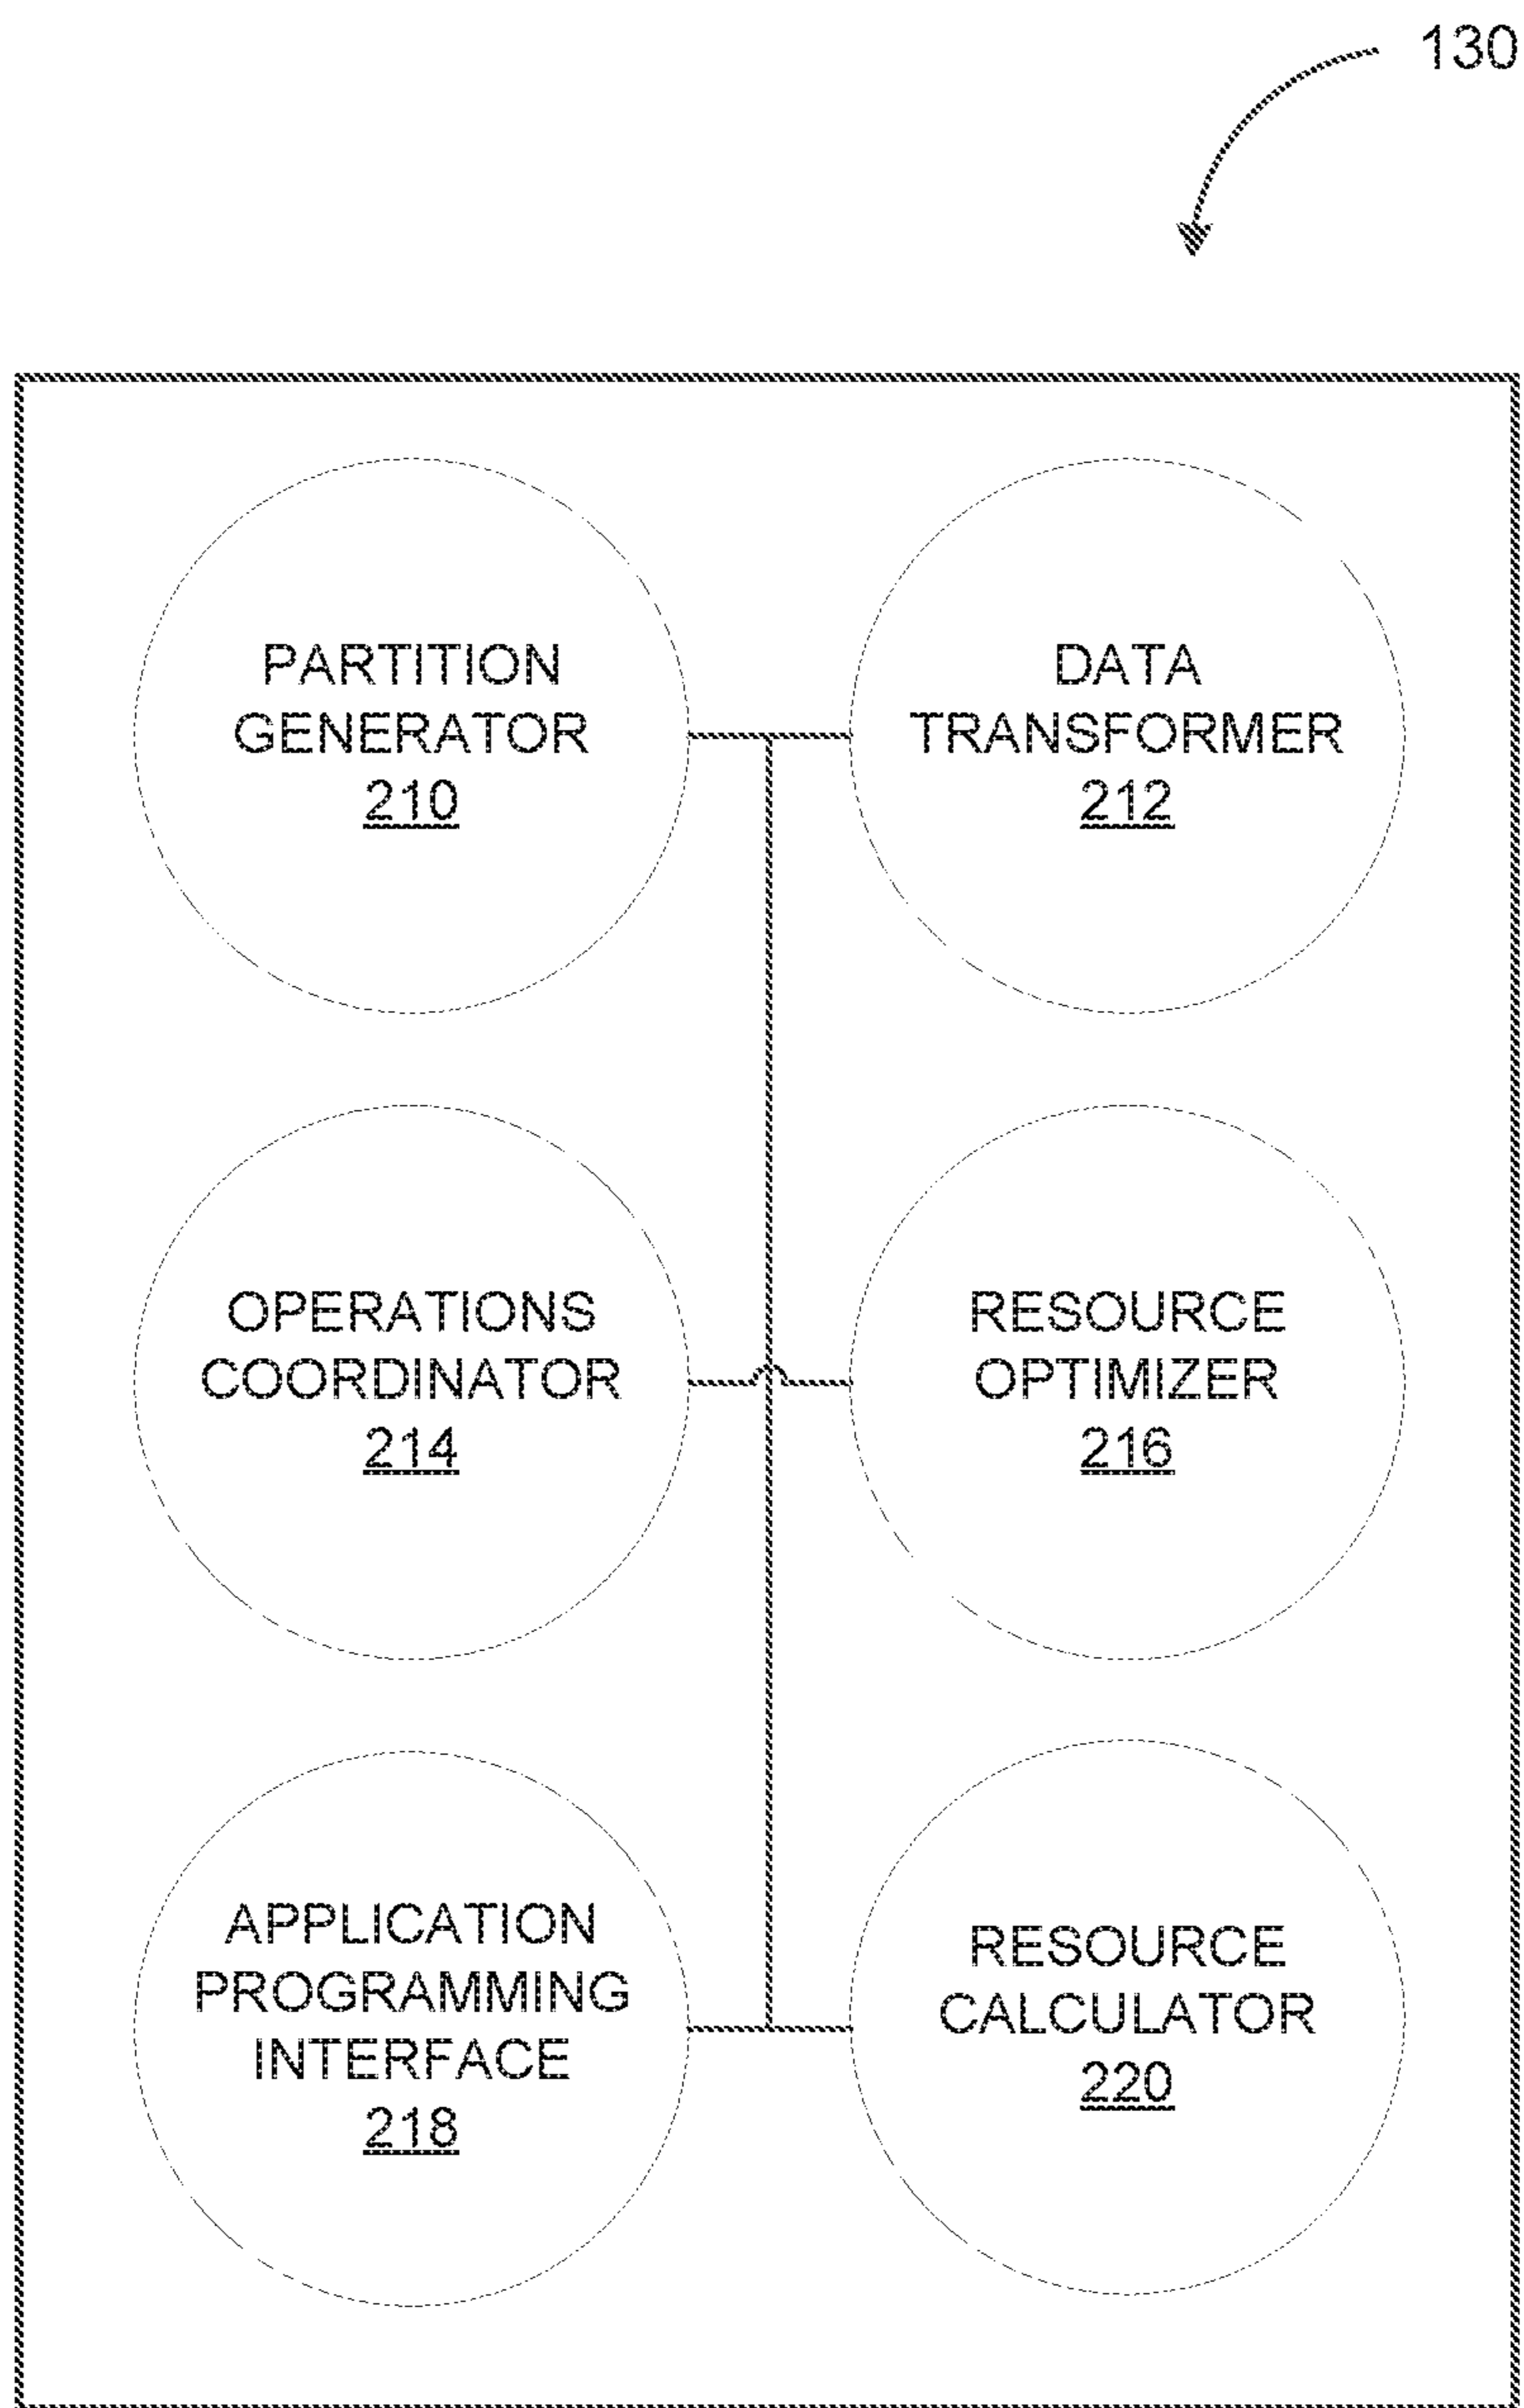 130
PARTITION
GENERATOR
210
DATA
TRANSFORMER
212
OPERATIONS
COORDINATOR
214
RESOURCE
OPTIMIZER
216
APPLICATION
PROGRAMMING
INTERFACE
218
RESOURCE
CALCULATOR
220